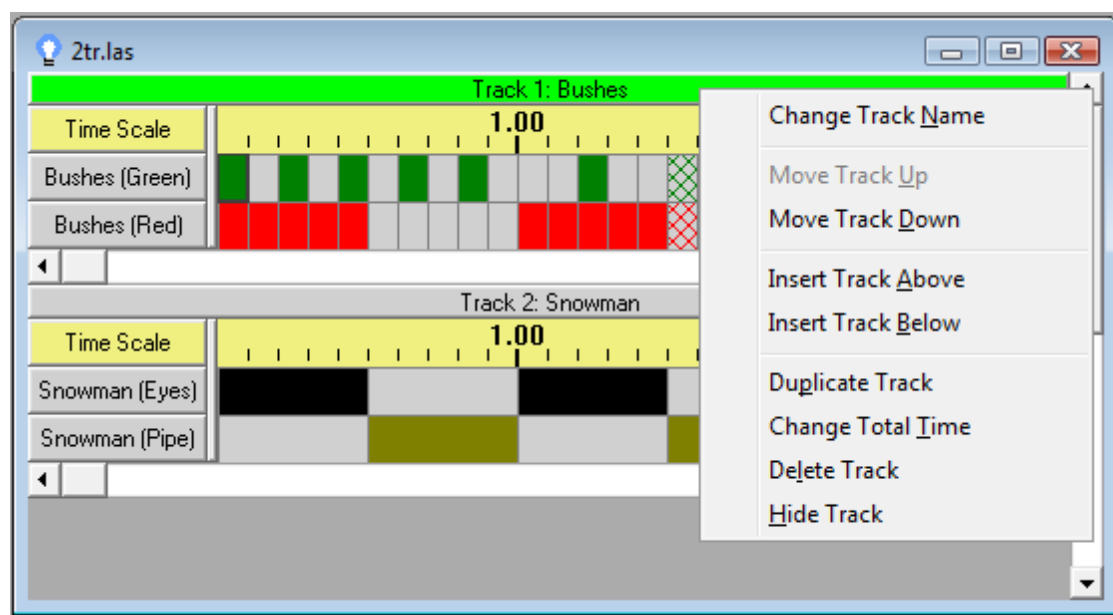 2tr.las
Track 1: Bushes
Time Scale
1.00
Bushes (Green)
Bushes (Red)
Track 2: Snowman
Time Scale
1.00
Snowman (Eyes)
Snowman (Pipe)
Change Track Name
Move Track Up
Move Track Down
Insert Track Above
Insert Track Below
Duplicate Track
Change Total Time
Delete Track
Hide Track